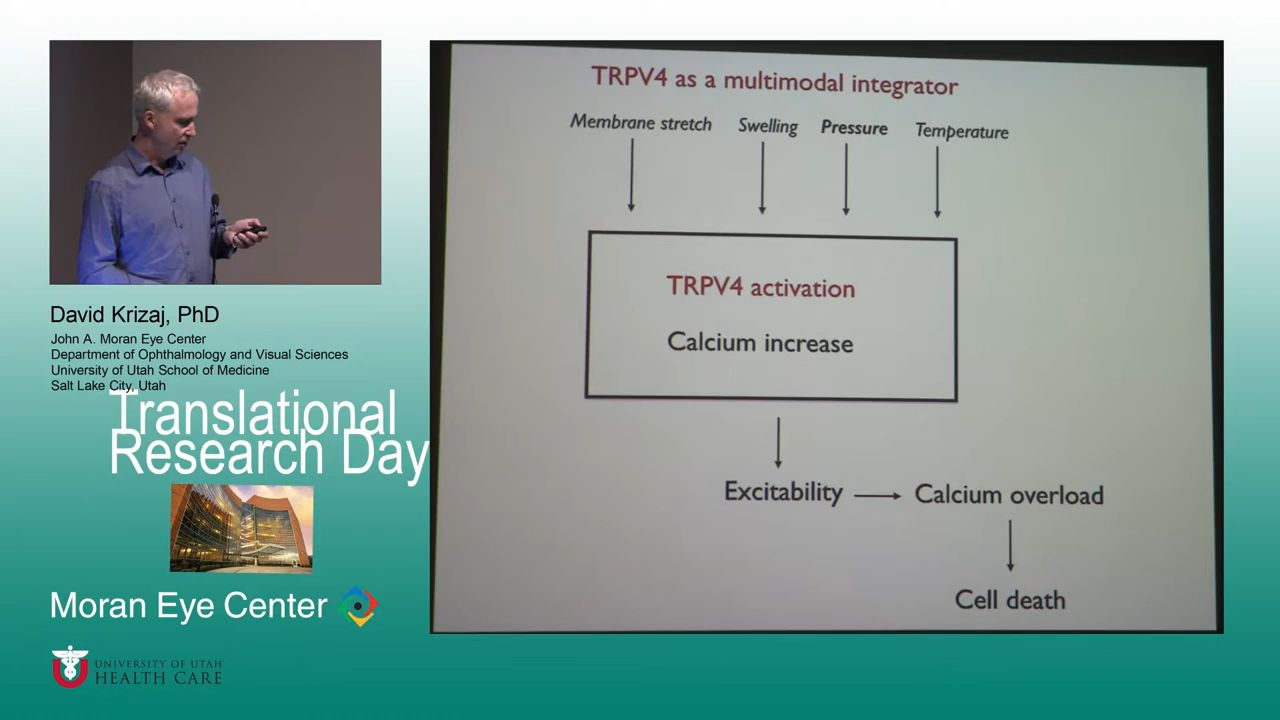 David Krizaj, PhD
John A. Moran Eye Center
Department of Ophthalmology and Visual Sciences
University of Utah School of Medicine
Salt Lake City, Utah
Translational
Research Day
Moran Eye Center
UNIVERSITY OF UTAH
HEALTH CARE
TRPV4 as a multimodal integrator
Membrane stretch Swelling Pressure Temperature
TRPV4 activation
Calcium increase
Excitability Calcium overload
Cell death